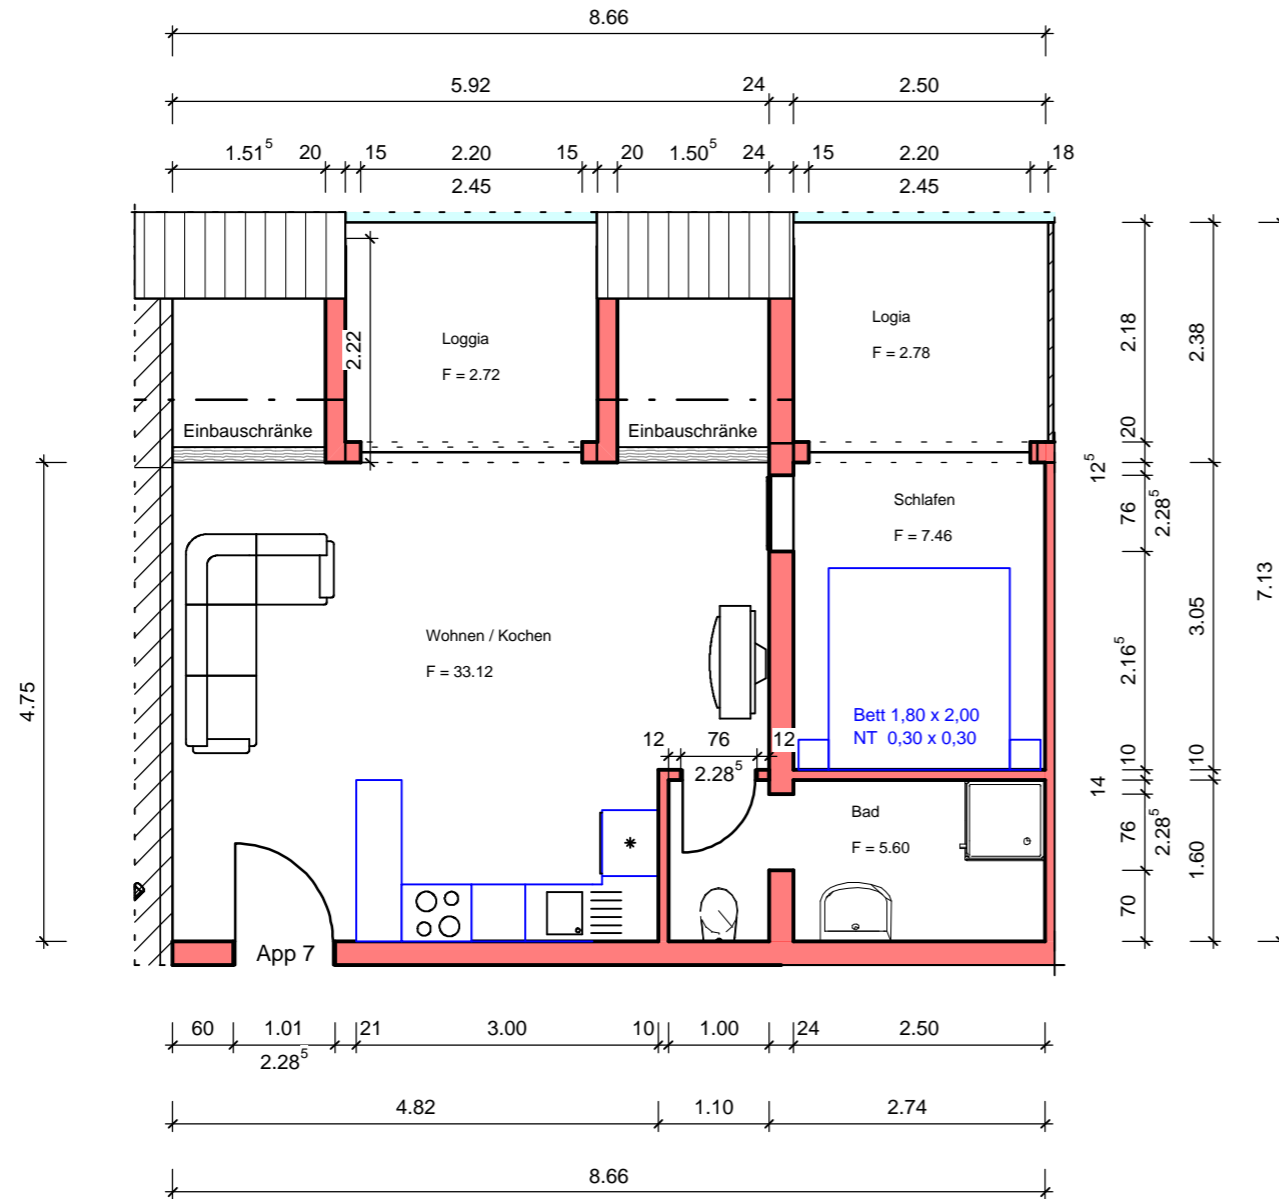 8.66
5.92 24 2.50
1.51⁵ 20 15 2.20 15 20 1.50⁵ 24 15 2.20 18
2.45 2.45
Loggia
F = 2.72
2.22
Logia
F = 2.78
Einbauschränke
Einbauschränke
Schlafen
F = 7.46
Wohnen / Kochen
F = 33.12
Bett 1,80 x 2,00
NT 0,30 x 0,30
12 76 12
2.28⁵
Bad
F = 5.60
App 7
4.75
2.18
20
12⁵
76
2.28⁵
2.16⁵
10
14
76
2.28⁵
70
2.38
3.05
10
1.60
7.13
60 1.01 21 3.00 10 1.00 24 2.50
2.28⁵
4.82 1.10 2.74
8.66